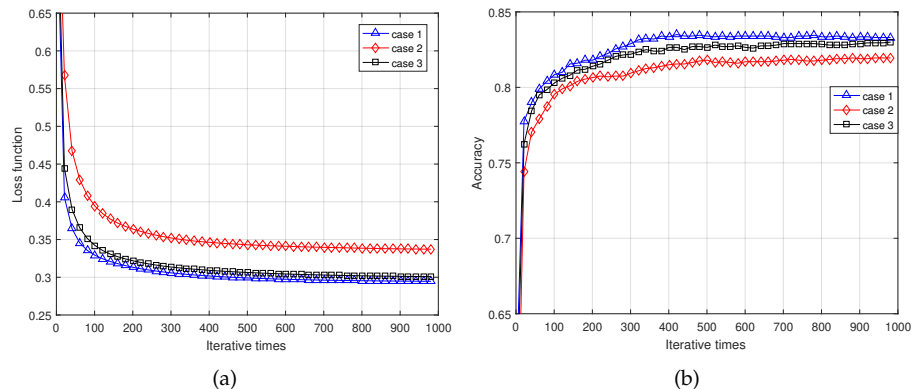 0.65
0.6
0.55
0.5
0.45
0.4
0.35
0.3
0.25
Loss function
0 100 200 300 400 500 600 700 800 900 1000
Iterative times
case 1
case 2
case 3
(a)
0.85
0.8
0.75
0.7
0.65
Accuracy
0 100 200 300 400 500 600 700 800 900 1000
Iterative times
case 1
case 2
case 3
(b)